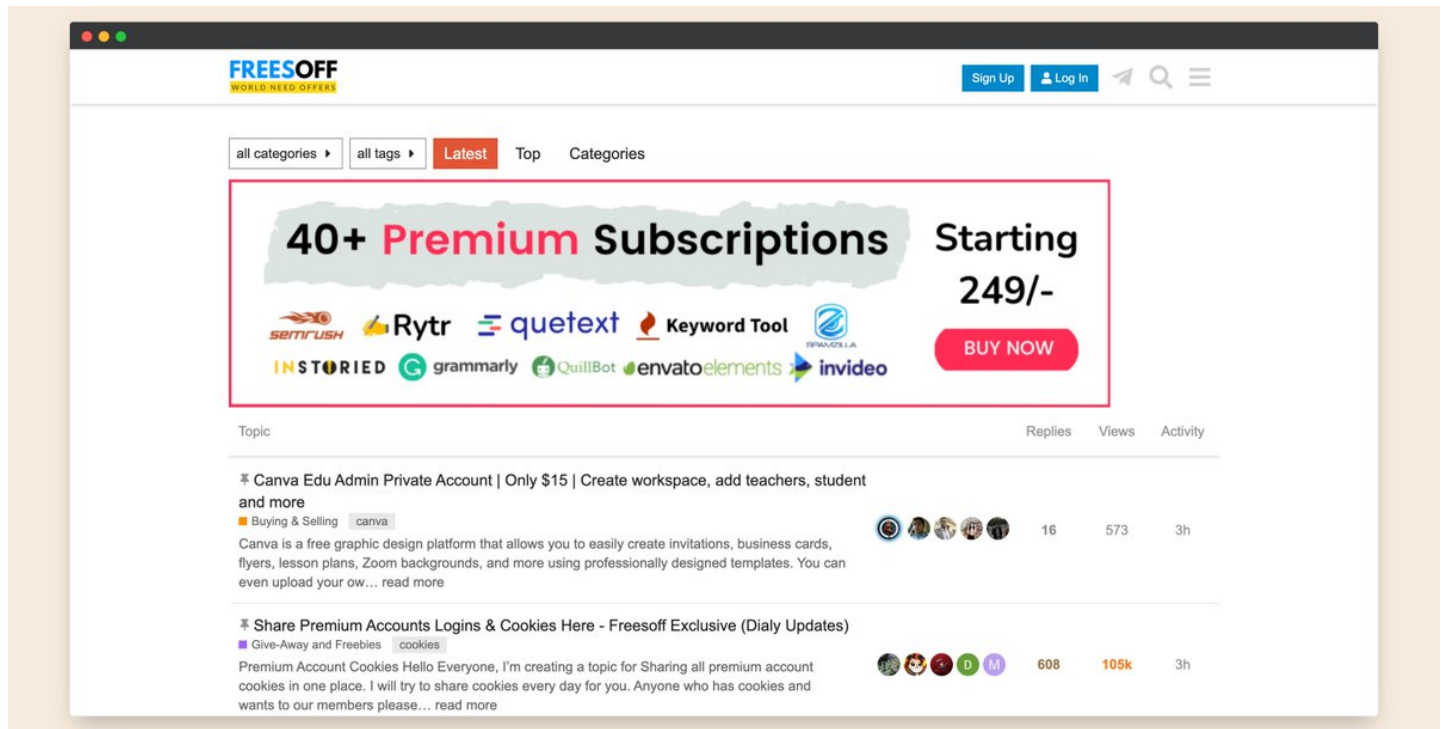 FREESOFF
WORLD NEED OFFERS
Sign Up
Log In
all categories
all tags
Latest
Top
Categories
40+ Premium Subscriptions
Starting
249/-
BUY NOW
semrush
Rytr
quetext
Keyword Tool
SPAMZILLA
INSTORIED
grammarly
QuillBot
envatoelements
invideo
Topic
Replies
Views
Activity
Canva Edu Admin Private Account | Only $15 | Create workspace, add teachers, student
and more
Buying & Selling
canva
Canva is a free graphic design platform that allows you to easily create invitations, business cards,
flyers, lesson plans, Zoom backgrounds, and more using professionally designed templates. You can
even upload your ow… read more
16
573
3h
Share Premium Accounts Logins & Cookies Here - Freesoff Exclusive (Dialy Updates)
Give-Away and Freebies
cookies
Premium Account Cookies Hello Everyone, I'm creating a topic for Sharing all premium account
cookies in one place. I will try to share cookies every day for you. Anyone who has cookies and
wants to our members please… read more
D
M
608
105k
3h